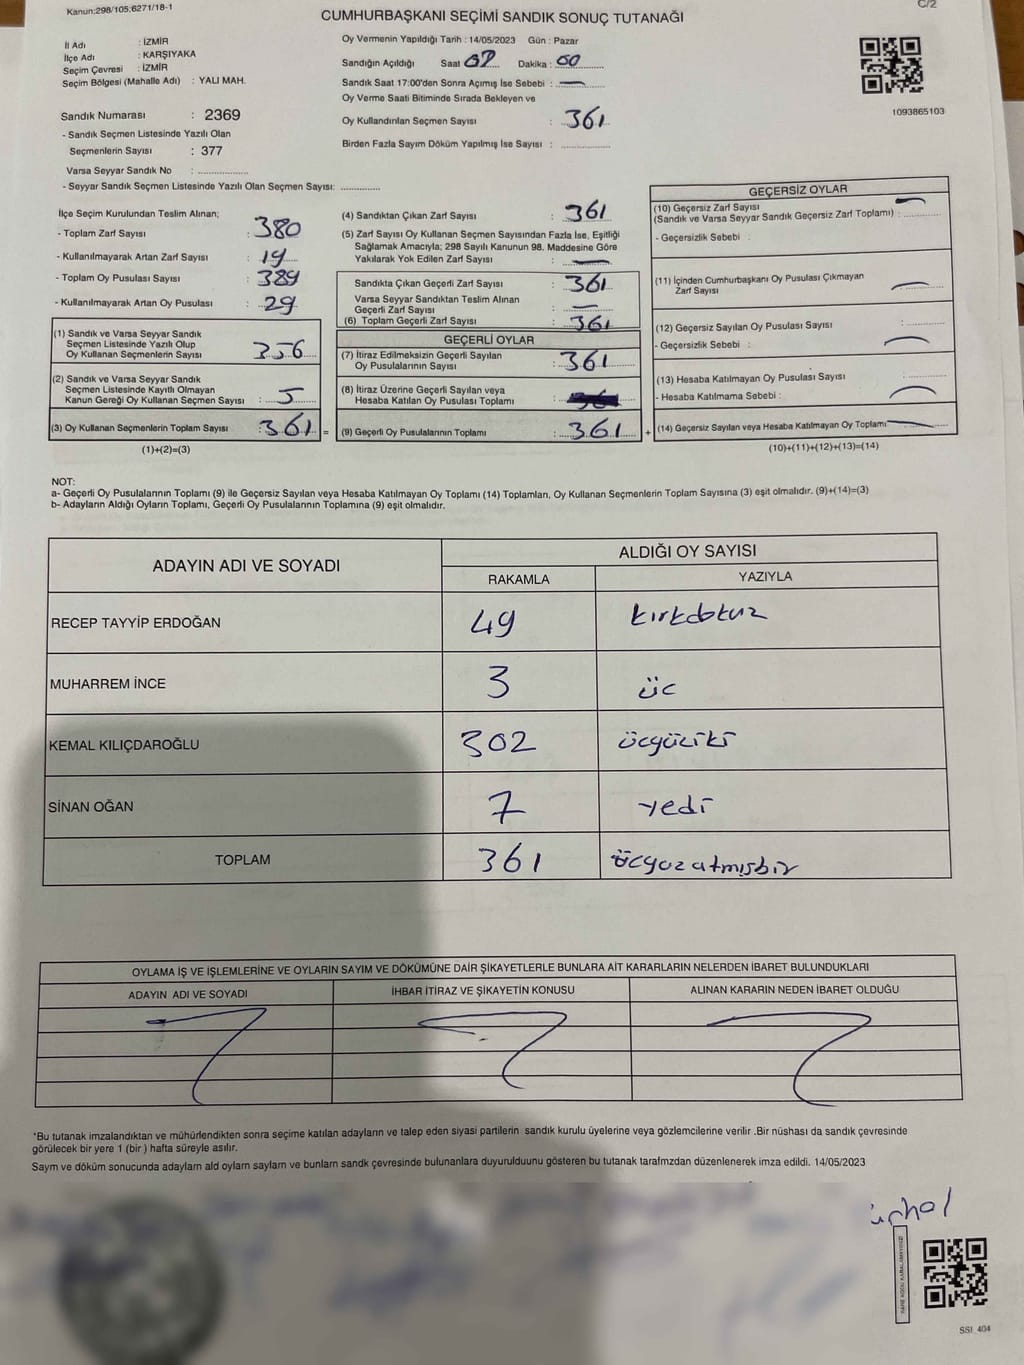 Kanun:298/105,6271/18-1
C/2
CUMHURBAŞKANI SEÇİMİ SANDIK SONUÇ TUTANAĞI
İl Adı : İZMİR
İlçe Adı : KARŞIYAKA
Seçim Çevresi : İZMİR
Seçim Bölgesi (Mahalle Adı) : YALI MAH.
Sandık Numarası : 2369
- Sandık Seçmen Listesinde Yazılı Olan
Seçmenlerin Sayısı : 377
Varsa Seyyar Sandık No : ................
- Seyyar Sandık Seçmen Listesinde Yazılı Olan Seçmen Sayısı: ............
Oy Vermenin Yapıldığı Tarih : 14/05/2023 Gün : Pazar
Sandığın Açıldığı Saat Dakika : 00
Sandık Saat 17:00'den Sonra Açımış İse Sebebi : —
Oy Verme Saati Bitiminde Sırada Bekleyen ve
Oy Kullandırılan Seçmen Sayısı : 361
Birden Fazla Sayım Döküm Yapılmış İse Sayısı : ................
1093865103
İlçe Seçim Kurulundan Teslim Alınan;
- Toplam Zarf Sayısı : 380
- Kullanılmayarak Artan Zarf Sayısı : 19
- Toplam Oy Pusulası Sayısı : 389
- Kullanılmayarak Artan Oy Pusulası : 29
(1) Sandık ve Varsa Seyyar Sandık
Seçmen Listesinde Yazılı Olup
Oy Kullanan Seçmenlerin Sayısı 356
(2) Sandık ve Varsa Seyyar Sandık
Seçmen Listesinde Kayıtlı Olmayan
Kanun Gereği Oy Kullanan Seçmen Sayısı : 5
(3) Oy Kullanan Seçmenlerin Toplam Sayısı : 361 =
(1)+(2)=(3)
(4) Sandıktan Çıkan Zarf Sayısı : 361
(5) Zarf Sayısı Oy Kullanan Seçmen Sayısından Fazla İse, Eşitliği
Sağlamak Amacıyla; 298 Sayılı Kanunun 98. Maddesine Göre
Yakılarak Yok Edilen Zarf Sayısı : —
Sandıkta Çıkan Geçerli Zarf Sayısı : 361
Varsa Seyyar Sandıktan Teslim Alınan
Geçerli Zarf Sayısı : —
(6) Toplam Geçerli Zarf Sayısı : 361
GEÇERLİ OYLAR
(7) İtiraz Edilmeksizin Geçerli Sayılan
Oy Pusulalarının Sayısı : 361
(8) İtiraz Üzerine Geçerli Sayılan veya
Hesaba Katılan Oy Pusulası Toplamı :
(9) Geçerli Oy Pusulalarının Toplamı : 361 +
GEÇERSİZ OYLAR
(10) Geçersiz Zarf Sayısı —
(Sandık ve Varsa Seyyar Sandık Geçersiz Zarf Toplamı) : ............
- Geçersizlik Sebebi :
(11) İçinden Cumhurbaşkanı Oy Pusulası Çıkmayan
Zarf Sayısı : —
(12) Geçersiz Sayılan Oy Pusulası Sayısı : ............
- Geçersizlik Sebebi : —
(13) Hesaba Katılmayan Oy Pusulası Sayısı : ............
- Hesaba Katılmama Sebebi : —
(14) Geçersiz Sayılan veya Hesaba Katılmayan Oy Toplamı —
(10)+(11)+(12)+(13)=(14)
NOT:
a- Geçerli Oy Pusulalarının Toplamı (9) ile Geçersiz Sayılan veya Hesaba Katılmayan Oy Toplamı (14) Toplamları, Oy Kullanan Seçmenlerin Toplam Sayısına (3) eşit olmalıdır. (9)+(14)=(3)
b- Adayların Aldığı Oyların Toplamı, Geçerli Oy Pusulalarının Toplamına (9) eşit olmalıdır.
ADAYIN ADI VE SOYADI ALDIĞI OY SAYISI
RAKAMLA YAZIYLA
RECEP TAYYİP ERDOĞAN 49 kırkdokuz
MUHARREM İNCE 3 üc
KEMAL KILIÇDAROĞLU 302 ücyüziki
SİNAN OĞAN 7 yedi
TOPLAM 361 ücyüzatmışbir
OYLAMA İŞ VE İŞLEMLERİNE VE OYLARIN SAYIM VE DÖKÜMÜNE DAİR ŞİKAYETLERLE BUNLARA AİT KARARLARIN NELERDEN İBARET BULUNDUKLARI
ADAYIN ADI VE SOYADI İHBAR İTİRAZ VE ŞİKAYETİN KONUSU ALINAN KARARIN NEDEN İBARET OLDUĞU
*Bu tutanak imzalandıktan ve mühürlendikten sonra seçime katılan adayların ve talep eden siyasi partilerin sandık kurulu üyelerine veya gözlemcilerine verilir .Bir nüshası da sandık çevresinde
görülecek bir yere 1 (bir ) hafta süreyle asılır.
Saym ve döküm sonucunda adaylarn ald oylarn saylarn ve bunlarn sandk çevresinde bulunanlara duyurulduunu gösteren bu tutanak tarafmzdan düzenlenerek imza edildi. 14/05/2023
SSI_404